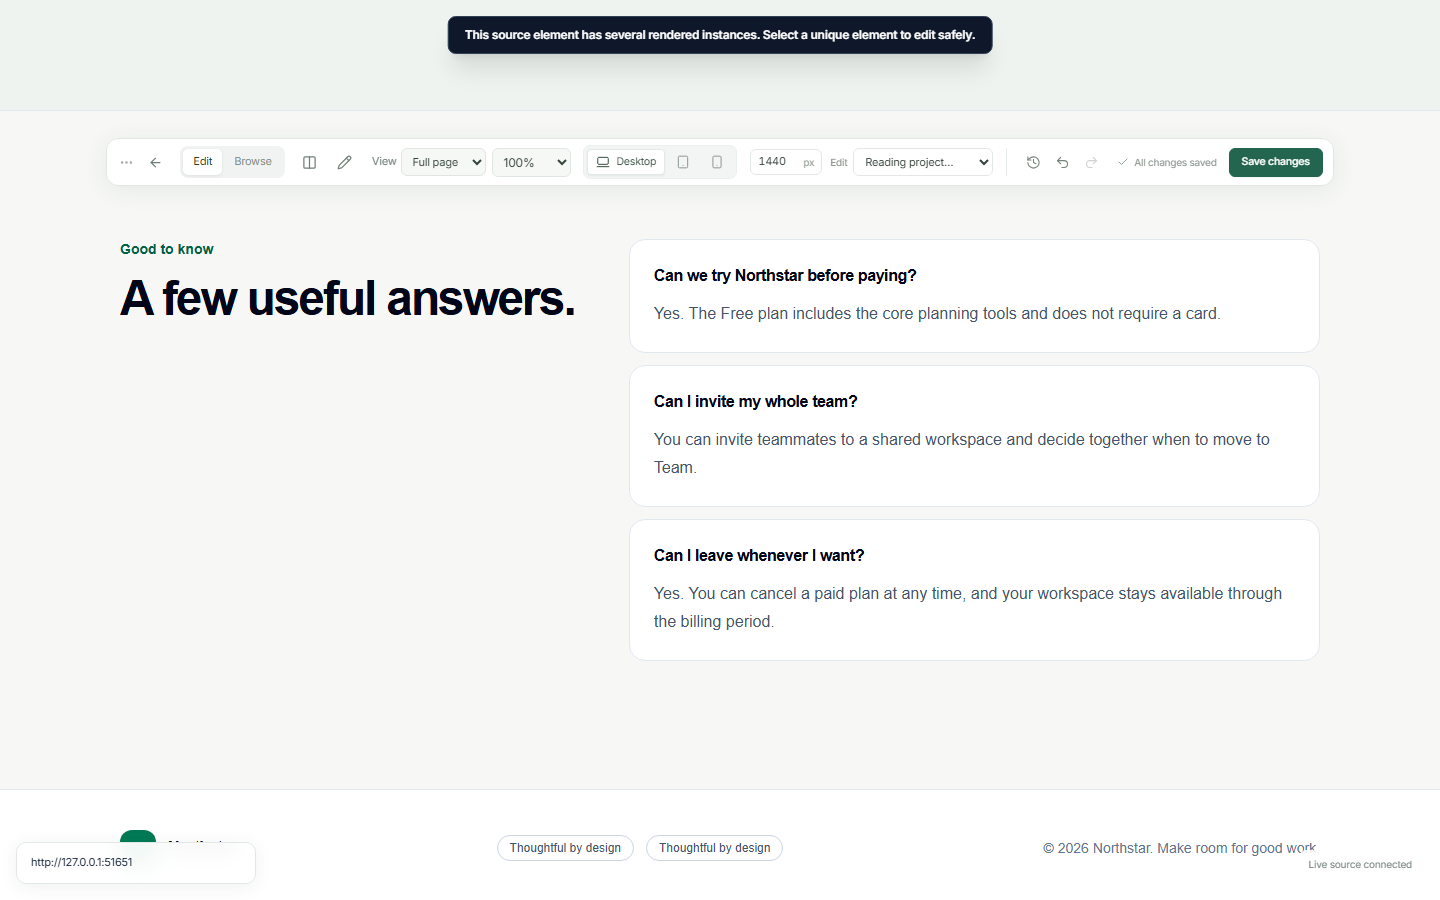 This source element has several rendered instances. Select a unique element to edit safely.
Edit
Browse
View
Full page
100%
Desktop
1440 px
Edit
Reading project...
All changes saved
Save changes
Good to know
A few useful answers.
Can we try Northstar before paying?
Yes. The Free plan includes the core planning tools and does not require a card.
Can I invite my whole team?
You can invite teammates to a shared workspace and decide together when to move to
Team.
Can I leave whenever I want?
Yes. You can cancel a paid plan at any time, and your workspace stays available through
the billing period.
Thoughtful by design
Thoughtful by design
© 2026 Northstar. Make room for good work
http://127.0.0.1:51651
Live source connected